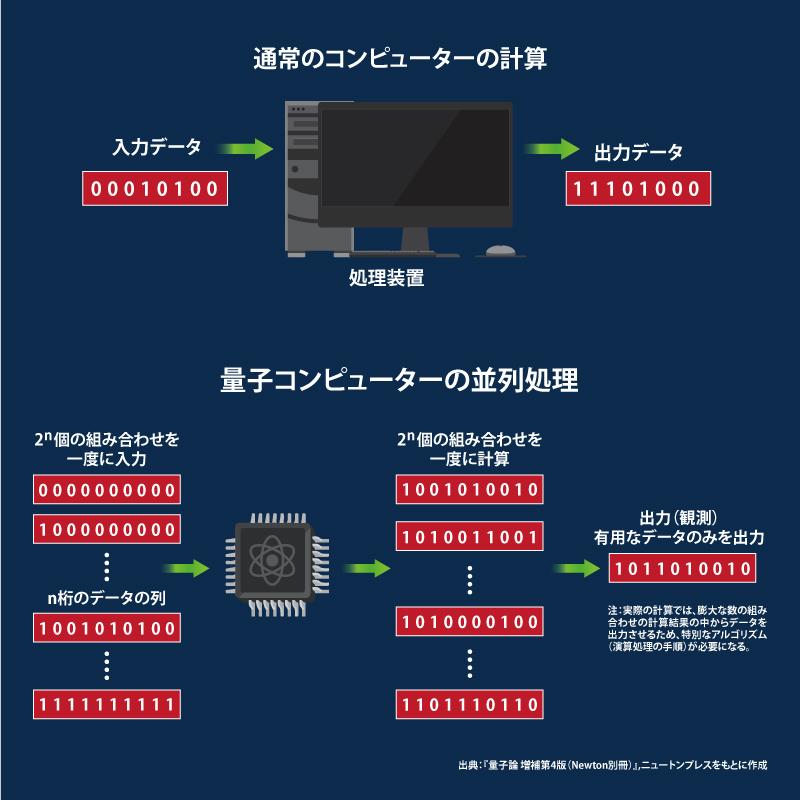 通常のコンピューターの計算
入力データ
00010100
処理装置
出力データ
11101000
量子コンピューターの並列処理
2ⁿ個の組み合わせを
一度に入力
0000000000
1000000000
n桁のデータの列
1001010100
1111111111
2ⁿ個の組み合わせを
一度に計算
1001010010
1010011001
1010000100
1101110110
出力（観測）
有用なデータのみを出力
1011010010
注：実際の計算では、膨大な数の組み
合わせの計算結果の中からデータを
出力させるため、特別なアルゴリズム
（演算処理の手順）が必要になる。
出典：『量子論 増補第4版（Newton別冊）』,ニュートンプレスをもとに作成